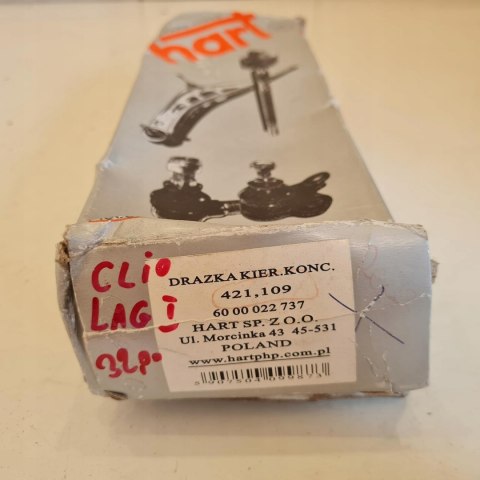 hart
CLIO
LAG I
DRAZKA KIER.KONC.
421,109
60 00 022 737
HART SP. Z O.O.
Ul. Morcinka 43 45-531
POLAND
www.hartphp.com.pl